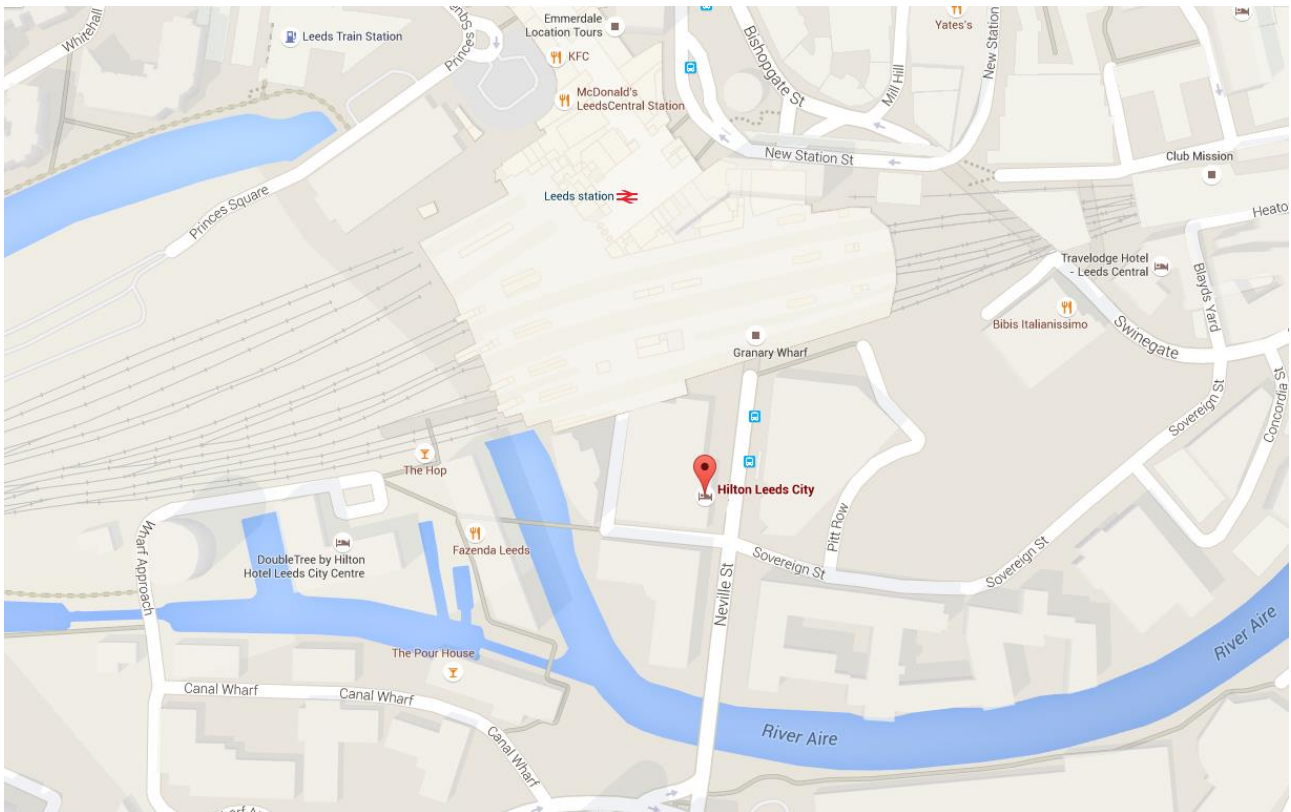 Whitehall
Leeds Train Station
Princes Squa
Emmerdale
Location Tours
KFC
McDonald's
LeedsCentral Station
Bishopgate St
Mill Hill
Yates's
New Station
New Station St
Club Mission
Leeds station
Princes Square
Heato
Travelodge Hotel
- Leeds Central
Blayds Yard
Bibis Italianissimo
Swinegate
Granary Wharf
Sovereign St
Concordia St
The Hop
Hilton Leeds City
Pitt Row
Wharf Approach
Fazenda Leeds
DoubleTree by Hilton
Hotel Leeds City Centre
Sovereign St
Sovereign St
Neville St
River Aire
The Pour House
Canal Wharf
Canal Wharf
Canal Wharf
River Aire